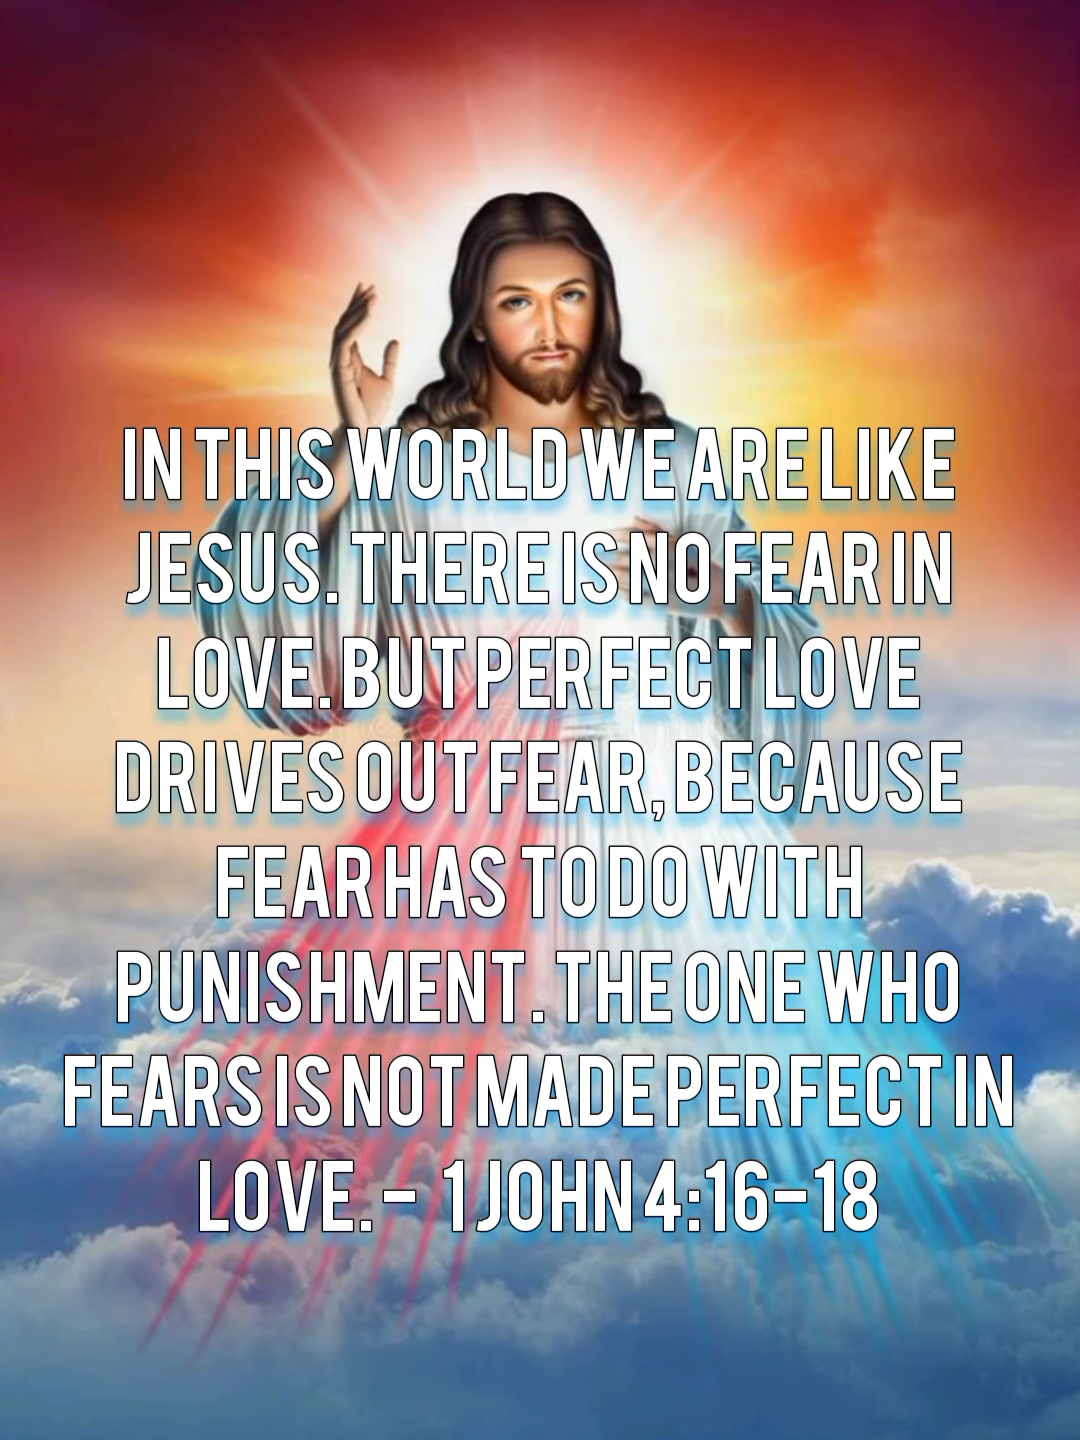 IN THIS WORLD WE ARE LIKE
JESUS. THERE IS NO FEAR IN
LOVE. BUT PERFECT LOVE
DRIVES OUT FEAR, BECAUSE
FEAR HAS TO DO WITH
PUNISHMENT. THE ONE WHO
FEARS IS NOT MADE PERFECT IN
LOVE. - 1 JOHN 4:16-18